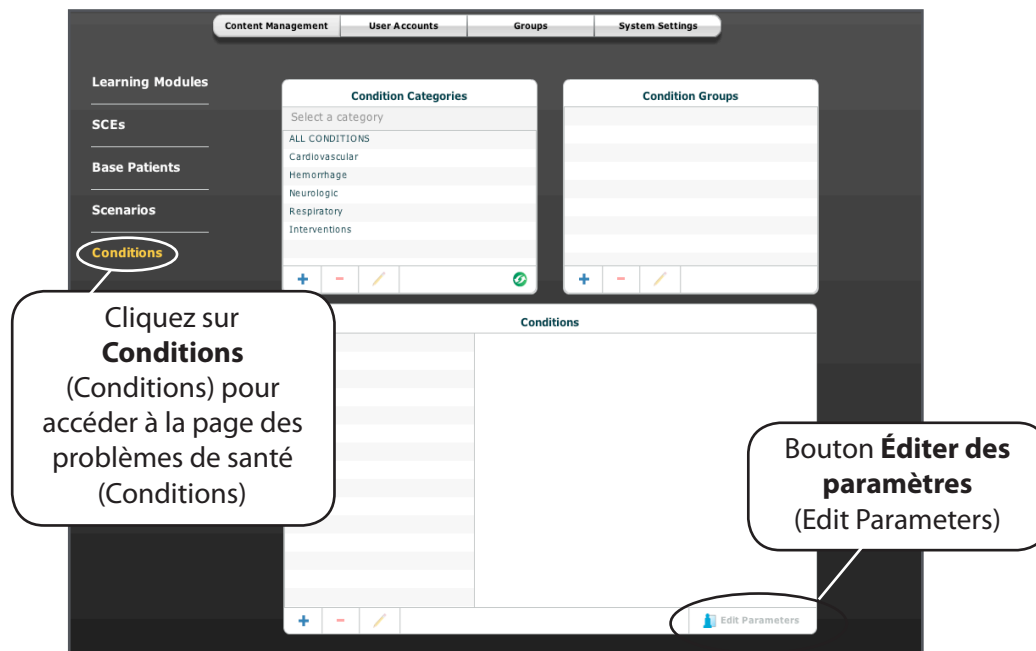 Content Management
User Accounts
Groups
System Settings
Learning Modules
SCEs
Base Patients
Scenarios
Conditions
Condition Categories
Select a category
ALL CONDITIONS
Cardiovascular
Hemorrhage
Neurologic
Respiratory
Interventions
Condition Groups
Conditions
Edit Parameters
Cliquez sur
Conditions
(Conditions) pour
accéder à la page des
problèmes de santé
(Conditions)
Bouton Éditer des
paramètres
(Edit Parameters)